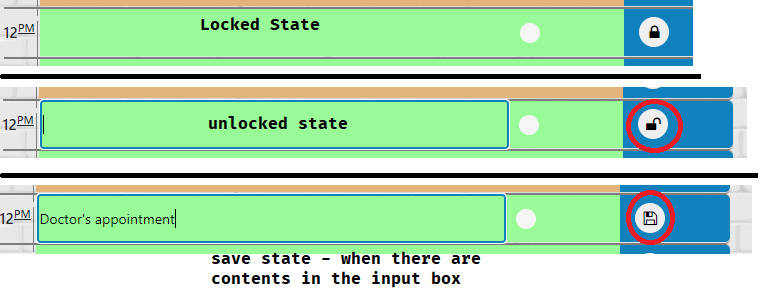 Locked State
12PM
unlocked state
12PM
Doctor's appointment
12PM
save state - when there are
contents in the input box